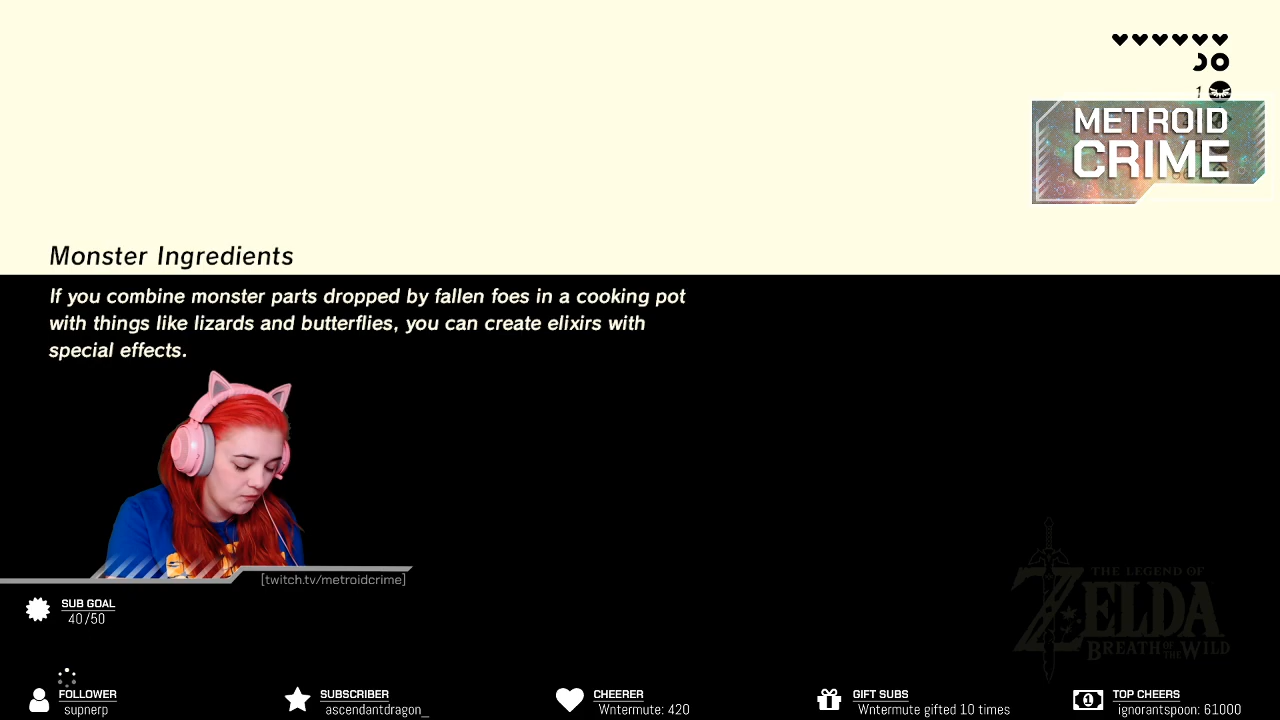 1
METROID
CRIME
Monster Ingredients
If you combine monster parts dropped by fallen foes in a cooking pot
with things like lizards and butterflies, you can create elixirs with
special effects.
[twitch.tv/metroidcrime]
SUB GOAL
40/50
THE LEGEND OF
ZELDA
BREATH OF THE WILD
FOLLOWER
supnerp
SUBSCRIBER
ascendantdragon_
CHEERER
Wntermute: 420
GIFT SUBS
Wntermute gifted 10 times
TOP CHEERS
ignorantspoon: 61000